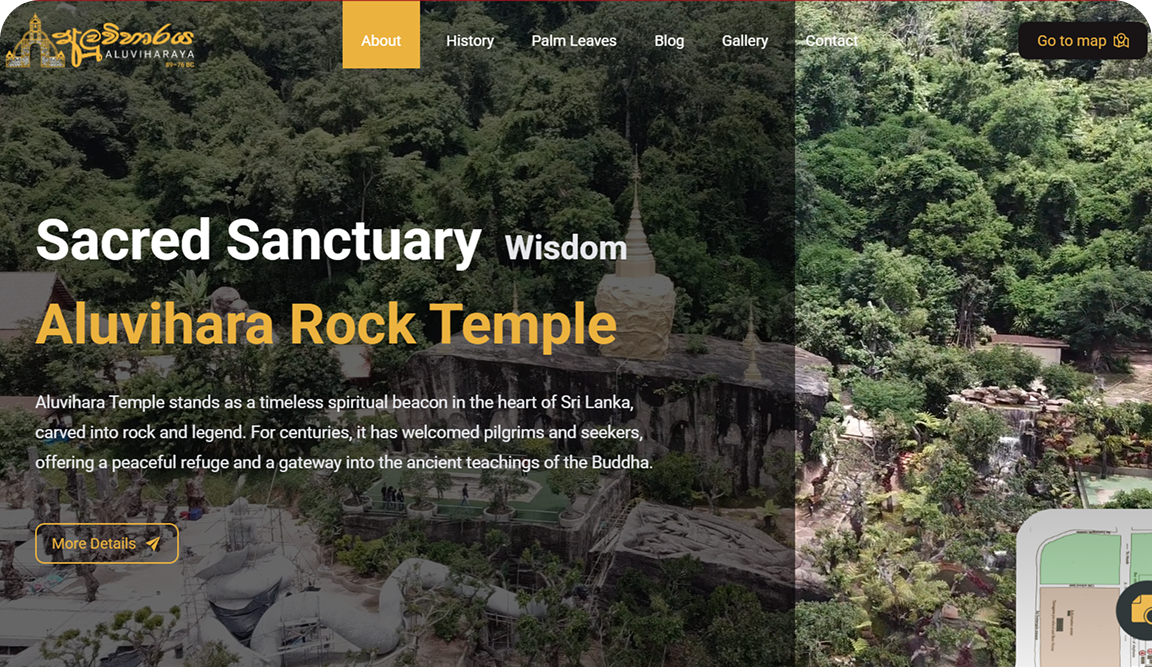 අලුවිහාරය
ALUVIHARAYA
89-76 BC
About
History
Palm Leaves
Blog
Gallery
Contact
Go to map
Sacred Sanctuary Wisdom
Aluvihara Rock Temple
Aluvihara Temple stands as a timeless spiritual beacon in the heart of Sri Lanka,
carved into rock and legend. For centuries, it has welcomed pilgrims and seekers,
offering a peaceful refuge and a gateway into the ancient teachings of the Buddha.
More Details